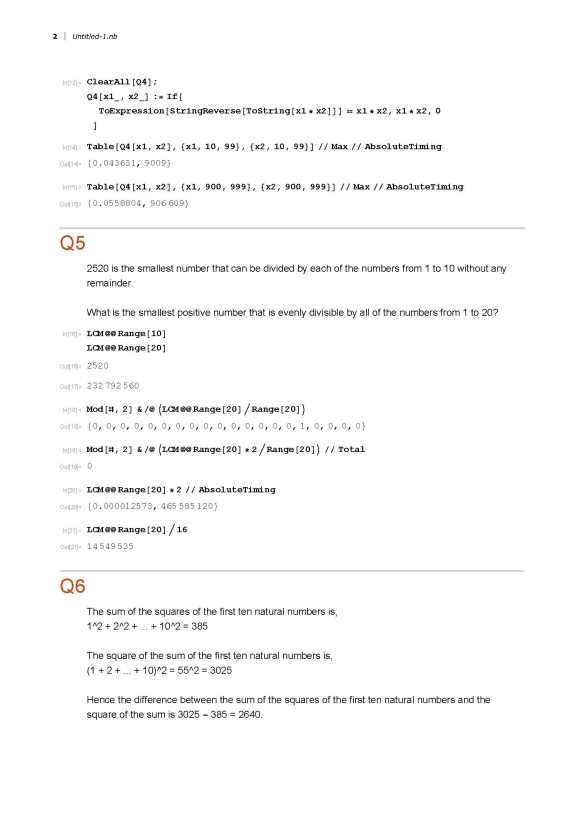 2 | Untitled-1.nb
In[12]:= ClearAll[Q4];
Q4[x1_, x2_] := If[
ToExpression[StringReverse[ToString[x1 * x2]]] == x1 * x2, x1 * x2, 0
]
In[14]:= Table[Q4[x1, x2], {x1, 10, 99}, {x2, 10, 99}] // Max // AbsoluteTiming
Out[14]= {0.043631, 9009}
In[15]:= Table[Q4[x1, x2], {x1, 900, 999}, {x2, 900, 999}] // Max // AbsoluteTiming
Out[15]= {0.0558804, 906609}
Q5
2520 is the smallest number that can be divided by each of the numbers from 1 to 10 without any
remainder.
What is the smallest positive number that is evenly divisible by all of the numbers from 1 to 20?
In[16]:= LCM @@ Range[10]
LCM @@ Range[20]
Out[16]= 2520
Out[17]= 232792560
In[18]:= Mod[#, 2] & /@ (LCM @@ Range[20] / Range[20])
Out[18]= {0, 0, 0, 0, 0, 0, 0, 0, 0, 0, 0, 0, 0, 0, 0, 1, 0, 0, 0, 0}
In[19]:= Mod[#, 2] & /@ (LCM @@ Range[20] * 2 / Range[20]) // Total
Out[19]= 0
In[20]:= LCM @@ Range[20] * 2 // AbsoluteTiming
Out[20]= {0.000012573, 465585120}
In[21]:= LCM @@ Range[20] / 16
Out[21]= 14549535
Q6
The sum of the squares of the first ten natural numbers is,
1^2 + 2^2 + ... + 10^2 = 385
The square of the sum of the first ten natural numbers is,
(1 + 2 + ... + 10)^2 = 55^2 = 3025
Hence the difference between the sum of the squares of the first ten natural numbers and the
square of the sum is 3025 − 385 = 2640.